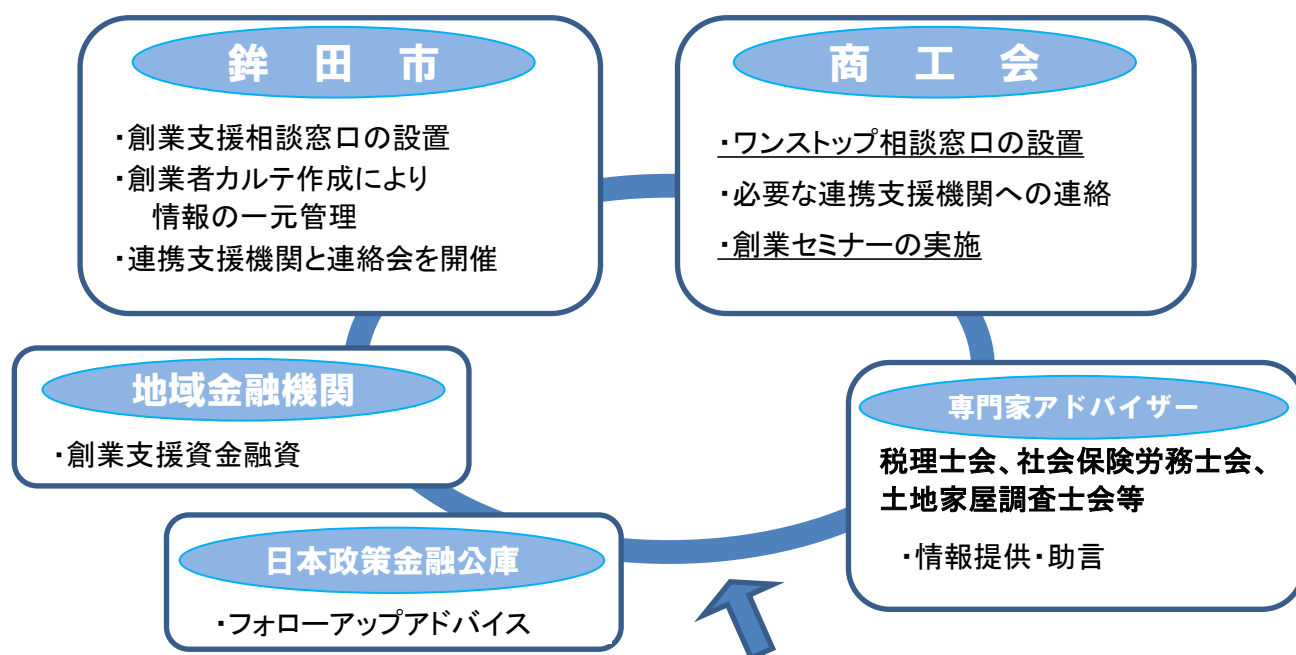 鉾　田　市
・創業支援相談窓口の設置
・創業者カルテ作成により
情報の一元管理
・連携支援機関と連絡会を開催
商　工　会
・ワンストップ相談窓口の設置
・必要な連携支援機関への連絡
・創業セミナーの実施
地域金融機関
・創業支援資金融資
専門家アドバイザー
税理士会、社会保険労務士会、
土地家屋調査士会等
・情報提供・助言
日本政策金融公庫
・フォローアップアドバイス